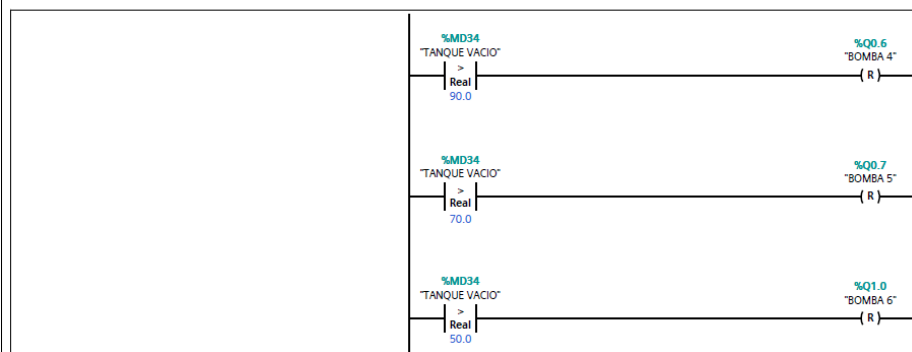 %MD34
"TANQUE VACIO"
>
Real
90.0
%Q0.6
"BOMBA 4"
R
%MD34
"TANQUE VACIO"
>
Real
70.0
%Q0.7
"BOMBA 5"
R
%MD34
"TANQUE VACIO"
>
Real
50.0
%Q1.0
"BOMBA 6"
R